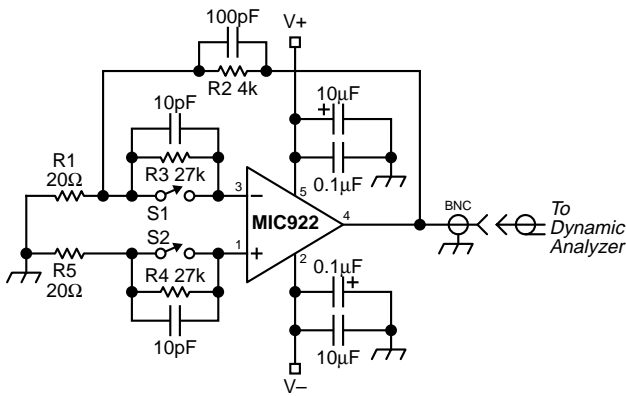 100pF
V+
R2 4k
10pF
10µF
+
R1
20Ω
R3 27k
0.1µF
S1
3
−
5
MIC922
4
BNC
To
Dynamic
Analyzer
S2
1
+
2
R5
20Ω
R4 27k
0.1µF
+
10pF
10µF
V−